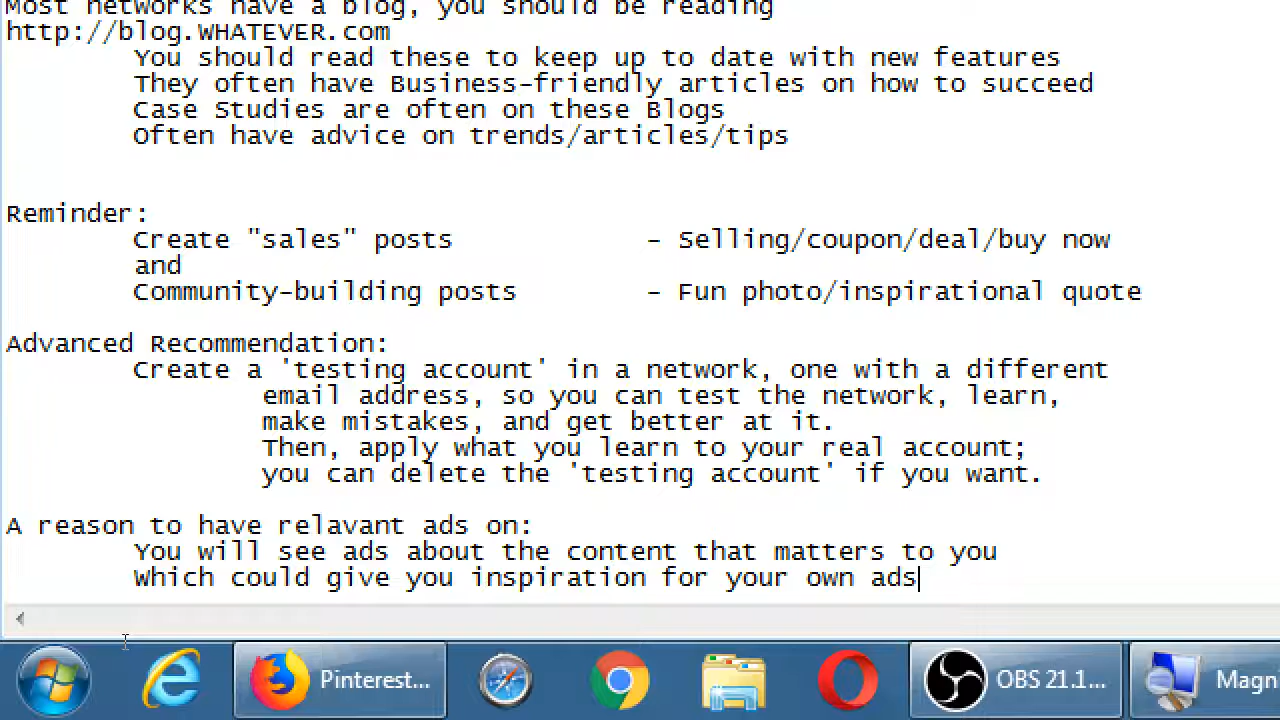 Most networks have a blog, you should be reading
http://blog.WHATEVER.com
You should read these to keep up to date with new features
They often have Business-friendly articles on how to succeed
Case Studies are often on these Blogs
Often have advice on trends/articles/tips
Reminder:
Create "sales" posts - Selling/coupon/deal/buy now
and
Community-building posts - Fun photo/inspirational quote
Advanced Recommendation:
Create a 'testing account' in a network, one with a different
email address, so you can test the network, learn,
make mistakes, and get better at it.
Then, apply what you learn to your real account;
you can delete the 'testing account' if you want.
A reason to have relavant ads on:
You will see ads about the content that matters to you
Which could give you inspiration for your own ads
Pinterest... OBS 21.1... Magn